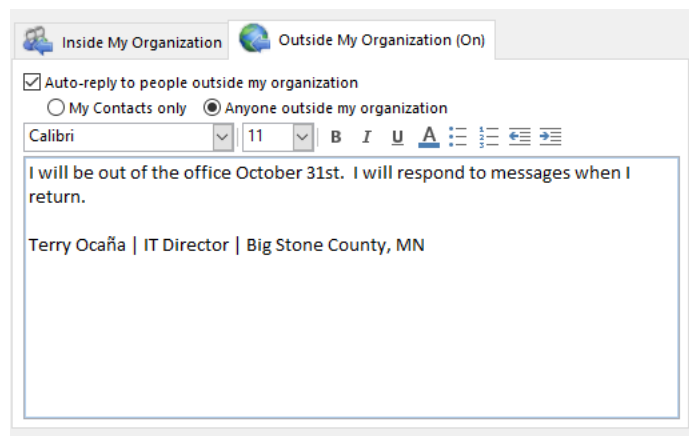 Inside My Organization Outside My Organization (On)
Auto-reply to people outside my organization
My Contacts only Anyone outside my organization
Calibri 11 B I U A
I will be out of the office October 31st.  I will respond to messages when I
return.
Terry Ocaña | IT Director | Big Stone County, MN